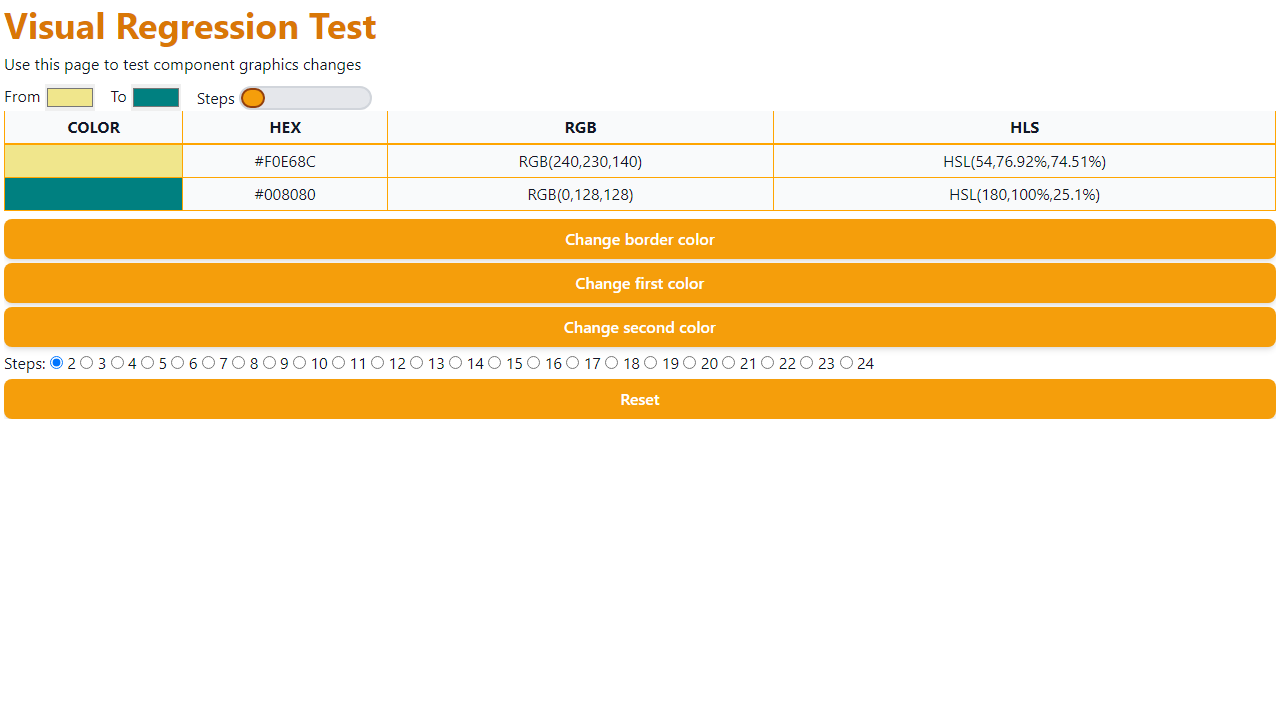 Visual Regression Test
Use this page to test component graphics changes
From To Steps
COLOR HEX RGB HLS
#F0E68C RGB(240,230,140) HSL(54,76.92%,74.51%)
#008080 RGB(0,128,128) HSL(180,100%,25.1%)
Change border color
Change first color
Change second color
Steps: 2 3 4 5 6 7 8 9 10 11 12 13 14 15 16 17 18 19 20 21 22 23 24
Reset